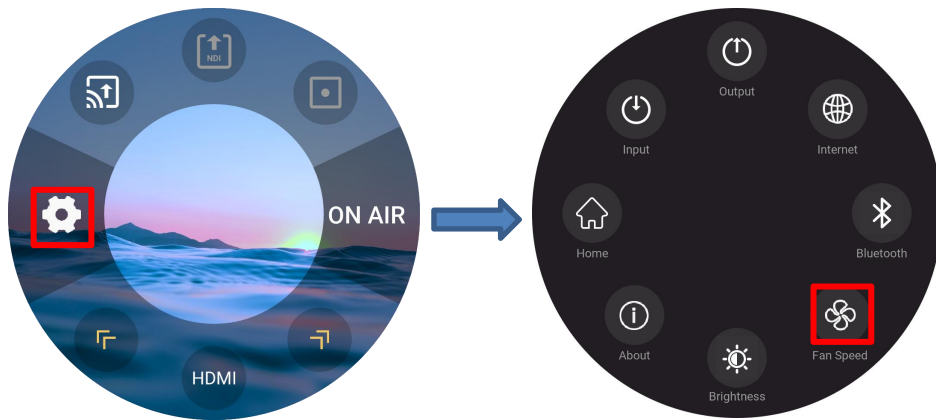 NDI
ON AIR
HDMI
Output
Input
Internet
Home
Bluetooth
About
Fan Speed
Brightness